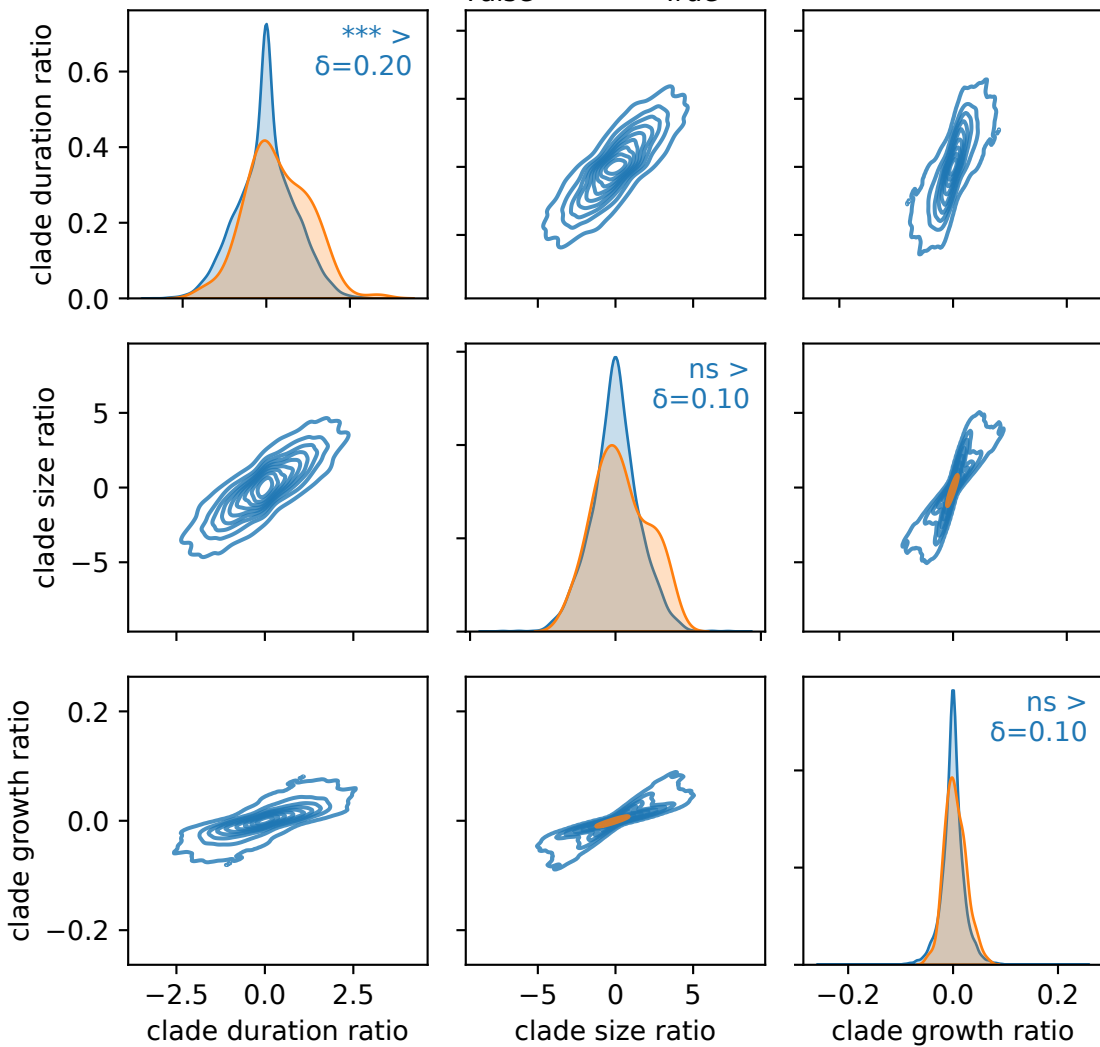 clade duration ratio
0.6
0.4
0.2
0.0
*** >
δ=0.20
clade size ratio
5
0
−5
ns >
δ=0.10
clade growth ratio
0.2
0.0
−0.2
ns >
δ=0.10
−2.5 0.0 2.5
−5 0 5
−0.2 0.0 0.2
clade duration ratio
clade size ratio
clade growth ratio